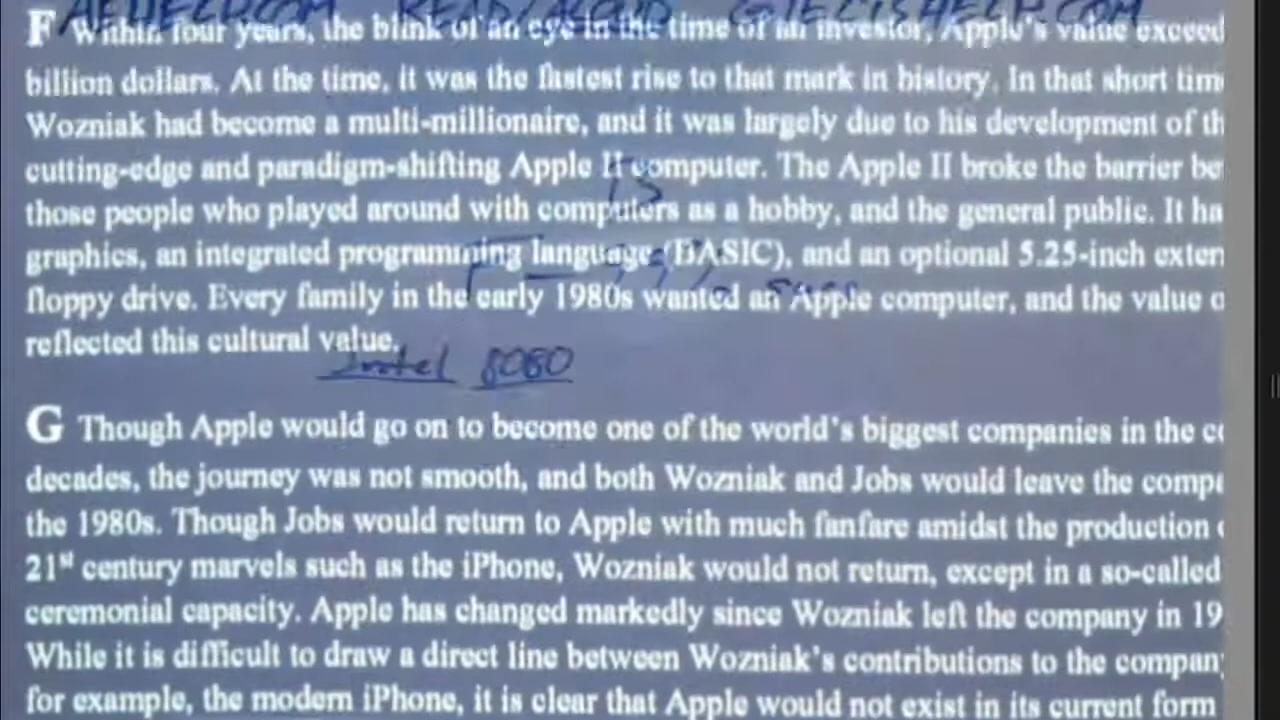 AEHELP.COM READ/ALOUD GIELTSHELP.COM
F Within four years, the blink of an eye in the time of an investor, Apple's value exceed
billion dollars. At the time, it was the fastest rise to that mark in history. In that short tim
Wozniak had become a multi-millionaire, and it was largely due to his development of th
cutting-edge and paradigm-shifting Apple II computer. The Apple II broke the barrier be
those people who played around with computers as a hobby, and the general public. It ha
graphics, an integrated programming language (BASIC), and an optional 5.25-inch exter
floppy drive. Every family in the early 1980s wanted an Apple computer, and the value o
reflected this cultural value.
Intel 8080
G Though Apple would go on to become one of the world's biggest companies in the co
decades, the journey was not smooth, and both Wozniak and Jobs would leave the compa
the 1980s. Though Jobs would return to Apple with much fanfare amidst the production o
21st century marvels such as the iPhone, Wozniak would not return, except in a so-called
ceremonial capacity. Apple has changed markedly since Wozniak left the company in 19
While it is difficult to draw a direct line between Wozniak's contributions to the company
for example, the modern iPhone, it is clear that Apple would not exist in its current form